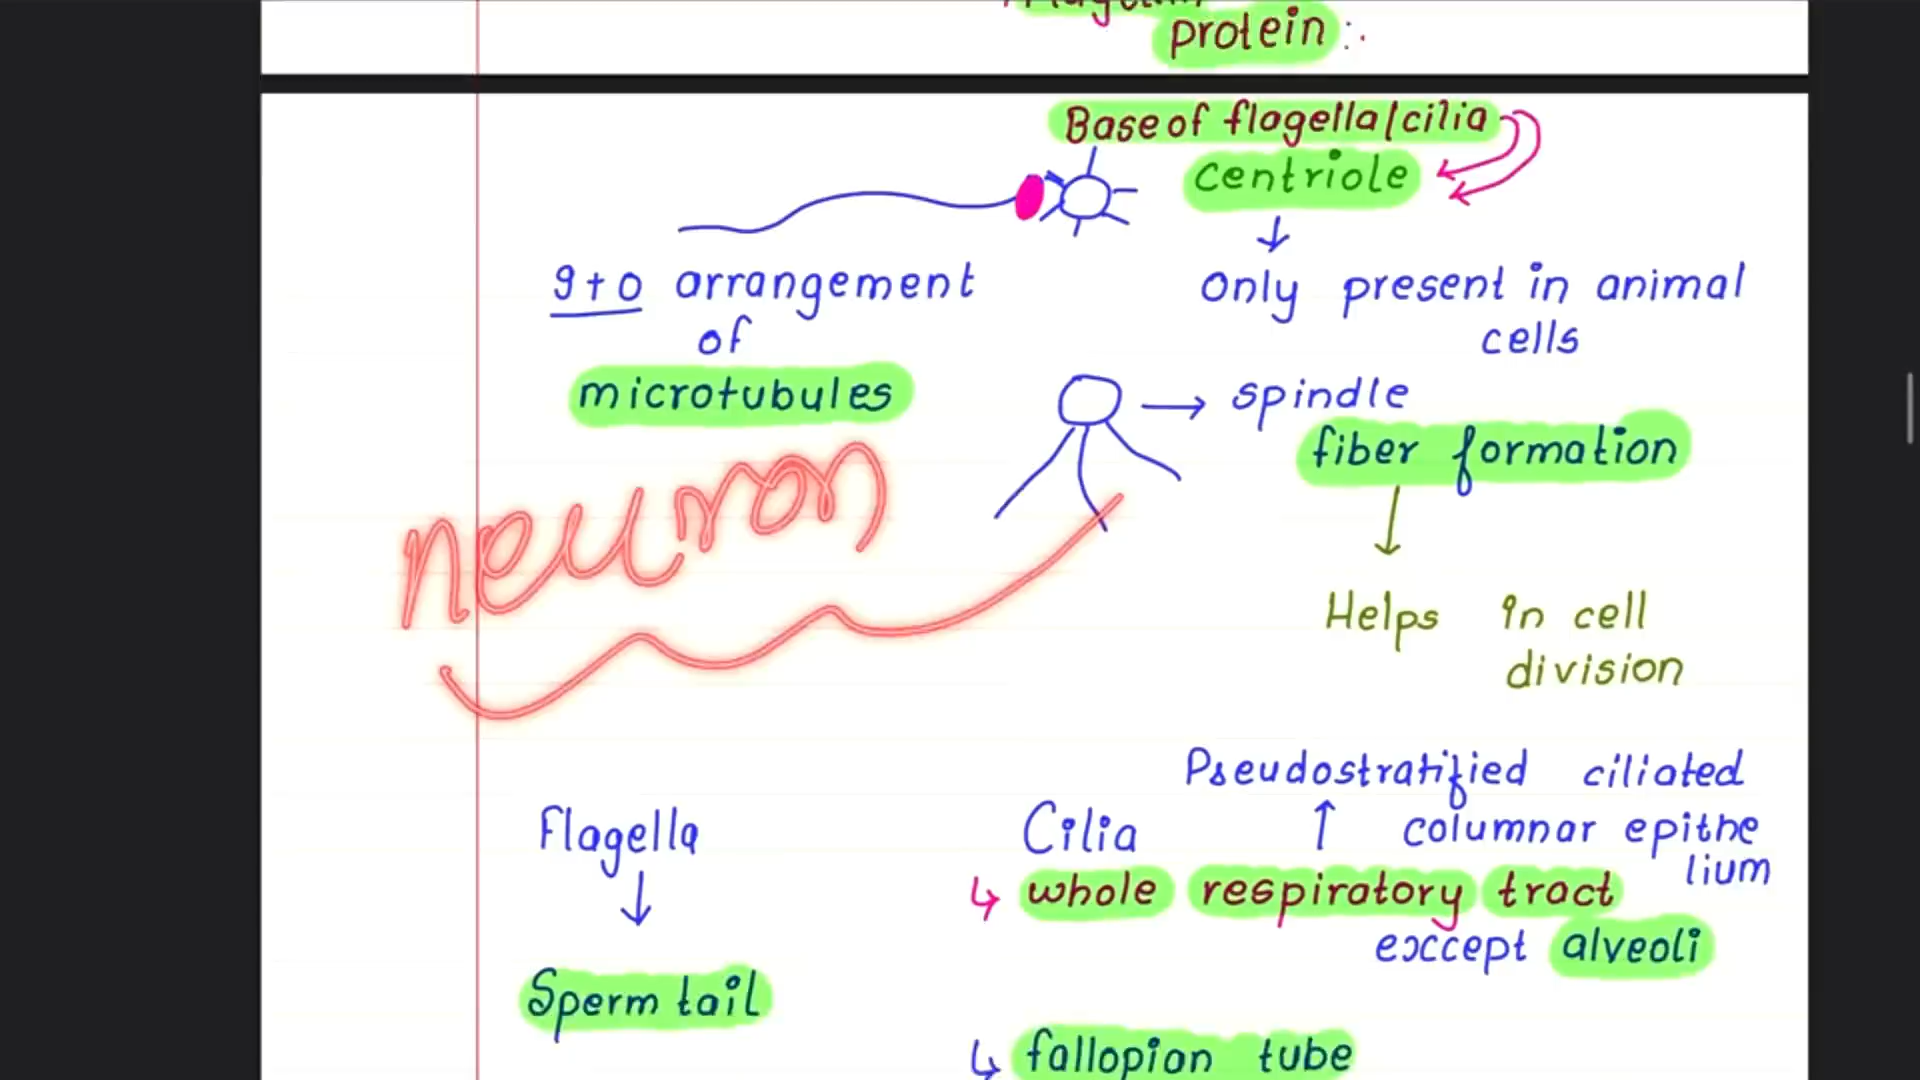 protein :.
Base of flagella/cilia
centriole
9+0 arrangement
of
microtubules
only present in animal
cells
spindle
fiber formation
neuron
Helps in cell
division
Pseudostratified ciliated
columnar epithe
lium
Flagella
Cilia
whole respiratory tract
except alveoli
Sperm tail
fallopian tube